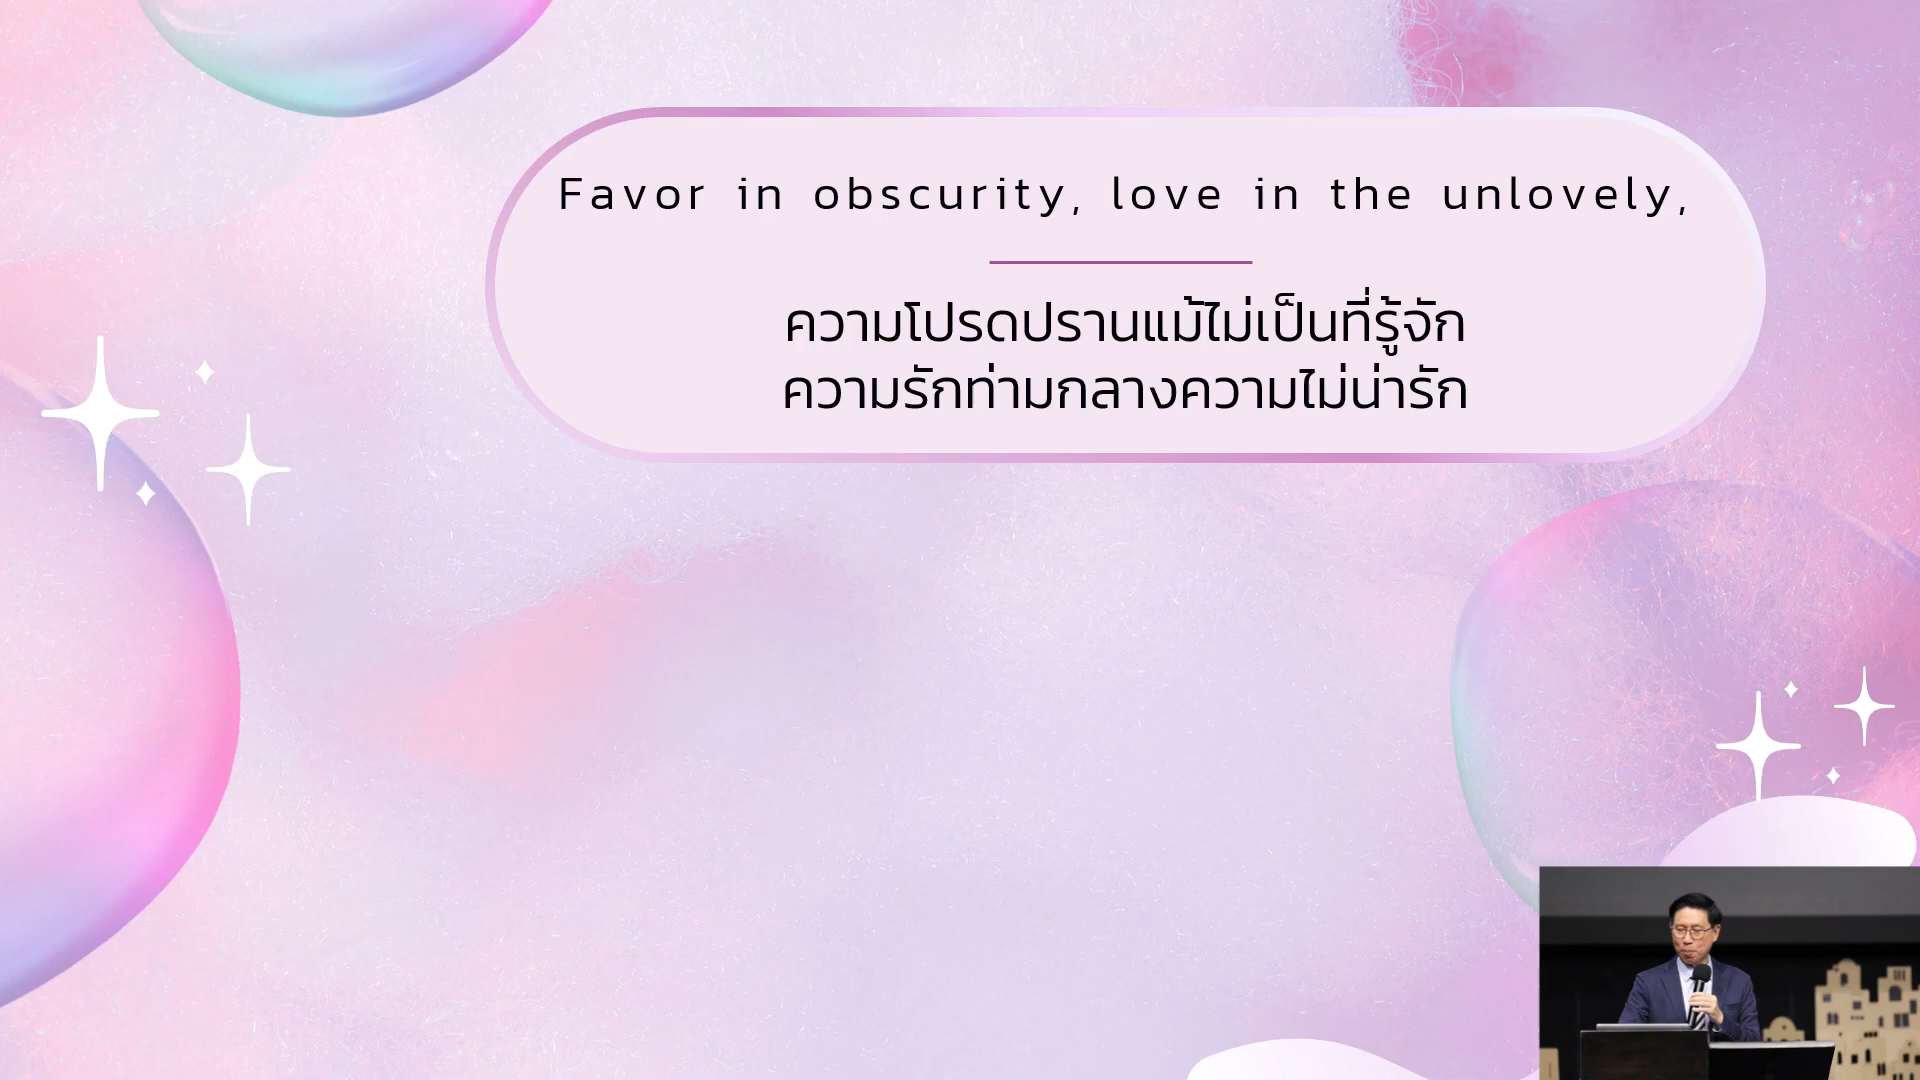 Favor in obscurity, love in the unlovely,
ความโปรดปรานแม้ไม่เป็นที่รู้จัก
ความรักท่ามกลางความไม่น่ารัก